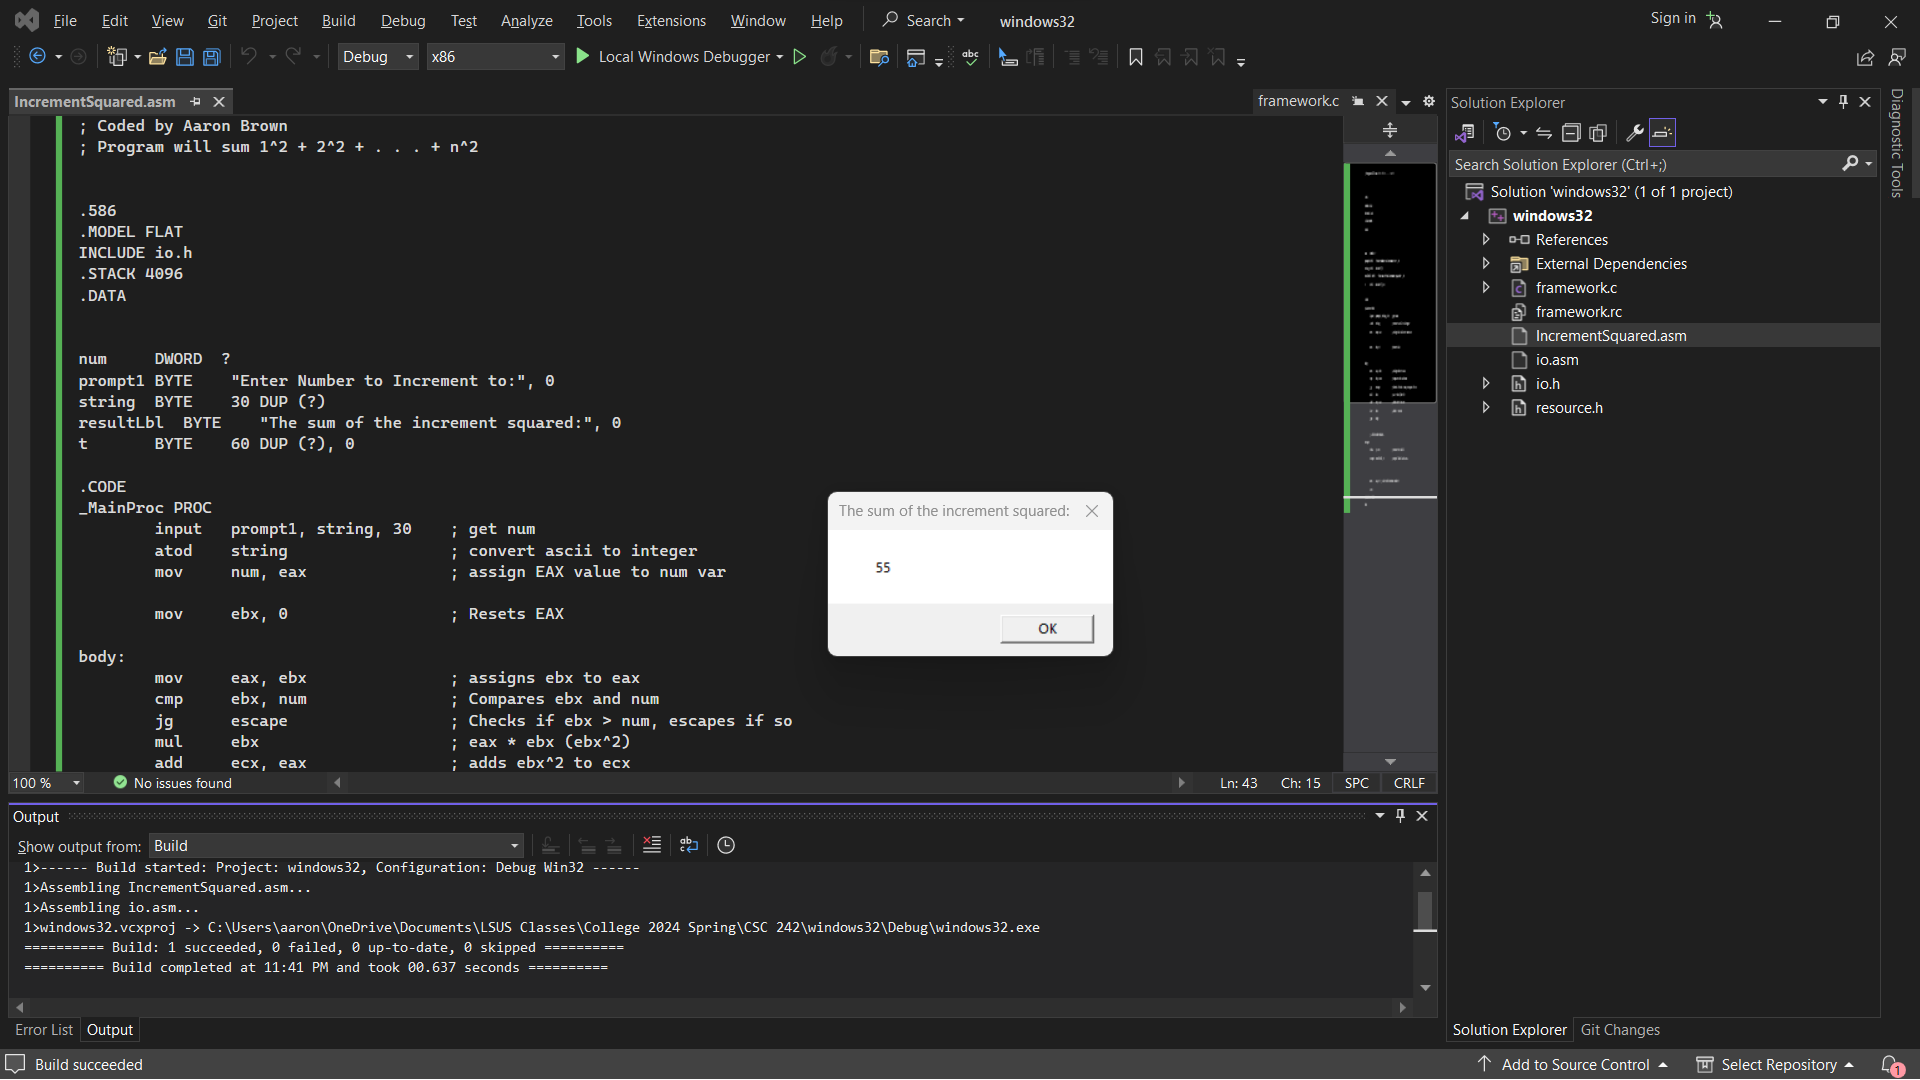 File Edit View Git Project Build Debug Test Analyze Tools Extensions Window Help Search windows32 Sign in
Debug x86 Local Windows Debugger abc
IncrementSquared.asm framework.c
; Coded by Aaron Brown
; Program will sum 1^2 + 2^2 + . . . + n^2
.586
.MODEL FLAT
INCLUDE io.h
.STACK 4096
.DATA
num DWORD ?
prompt1 BYTE "Enter Number to Increment to:", 0
string BYTE 30 DUP (?)
resultLbl BYTE "The sum of the increment squared:", 0
t BYTE 60 DUP (?), 0
.CODE
_MainProc PROC
input prompt1, string, 30 ; get num
atod string ; convert ascii to integer
mov num, eax ; assign EAX value to num var
mov ebx, 0 ; Resets EAX
body:
mov eax, ebx ; assigns ebx to eax
cmp ebx, num ; Compares ebx and num
jg escape ; Checks if ebx > num, escapes if so
mul ebx ; eax * ebx (ebx^2)
add ecx, eax ; adds ebx^2 to ecx
100 % No issues found Ln: 43 Ch: 15 SPC CRLF
The sum of the increment squared:
55
OK
Output
Show output from: Build
1>------ Build started: Project: windows32, Configuration: Debug Win32 ------
1>Assembling IncrementSquared.asm...
1>Assembling io.asm...
1>windows32.vcxproj -> C:\Users\aaron\OneDrive\Documents\LSUS Classes\College 2024 Spring\CSC 242\windows32\Debug\windows32.exe
========== Build: 1 succeeded, 0 failed, 0 up-to-date, 0 skipped ==========
========== Build completed at 11:41 PM and took 00.637 seconds ==========
Error List Output
Solution Explorer
Search Solution Explorer (Ctrl+;)
Solution 'windows32' (1 of 1 project)
windows32
References
External Dependencies
framework.c
framework.rc
IncrementSquared.asm
io.asm
io.h
resource.h
Solution Explorer Git Changes
Diagnostic Tools
Build succeeded Add to Source Control Select Repository 1